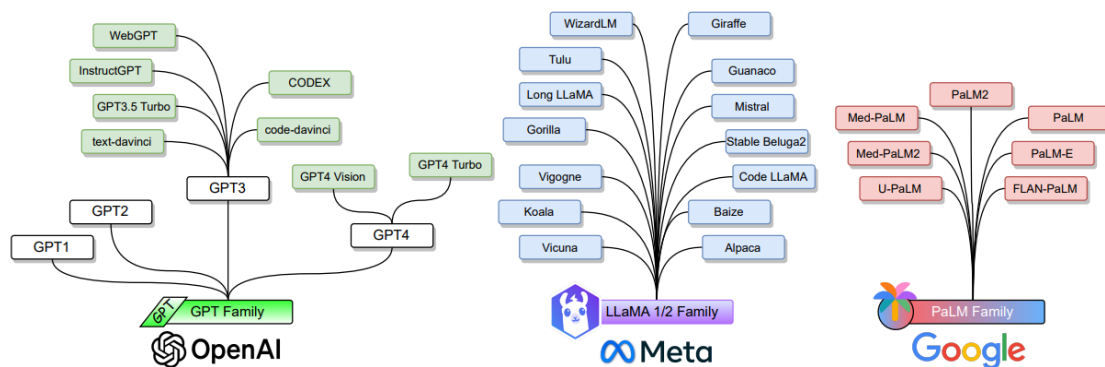 WebGPT
InstructGPT
CODEX
GPT3.5 Turbo
text-davinci
code-davinci
GPT3
GPT4 Vision
GPT4 Turbo
GPT2
GPT1
GPT4
GPT
GPT Family
OpenAI
WizardLM
Giraffe
Tulu
Guanaco
Long LLaMA
Mistral
Gorilla
Stable Beluga2
Vigogne
Code LLaMA
Koala
Baize
Vicuna
Alpaca
LLaMA 1/2 Family
Meta
PaLM2
Med-PaLM
PaLM
Med-PaLM2
PaLM-E
U-PaLM
FLAN-PaLM
PaLM Family
Google